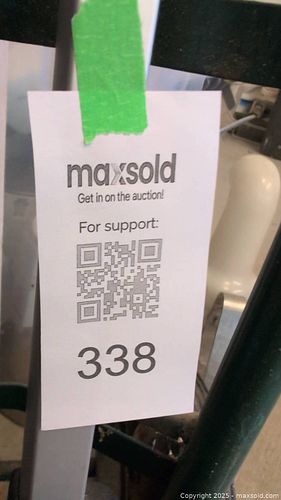 maxsold
Get in on the auction!
For support:
338
Copyright 2025 - maxsold.com